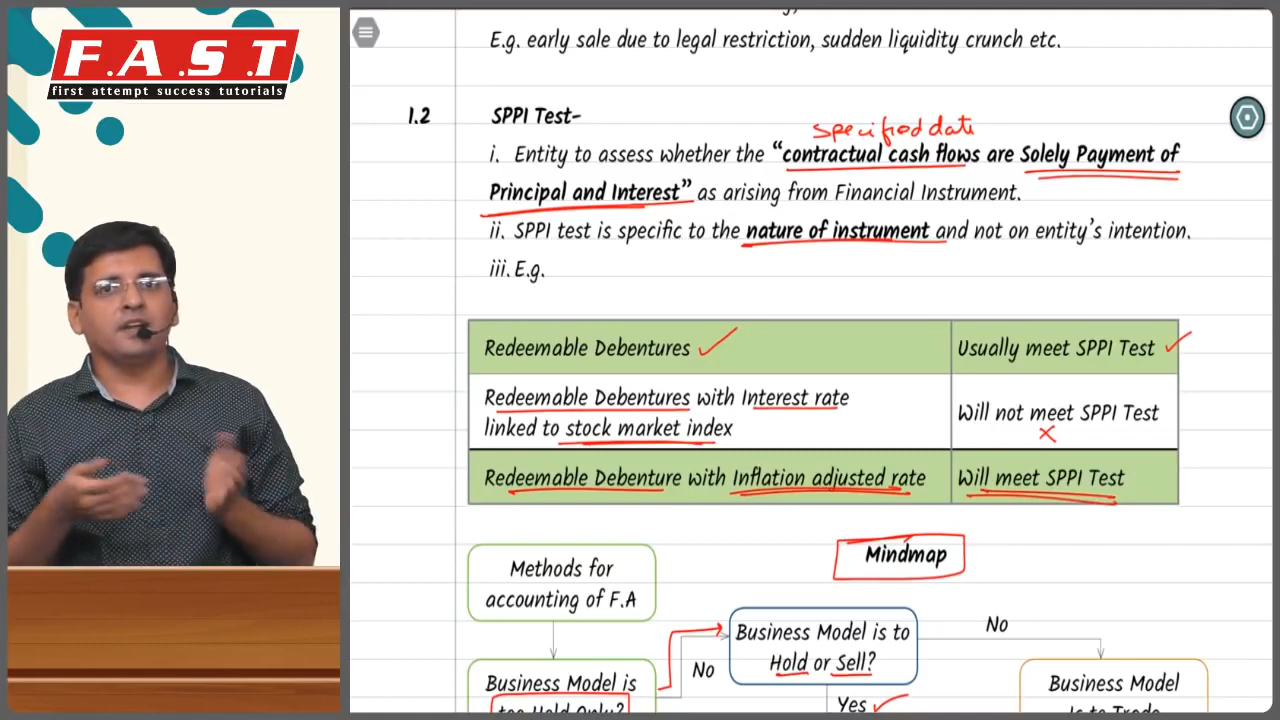 F.A.S.T
first attempt success tutorials
E.g. early sale due to legal restriction, sudden liquidity crunch etc.
1.2 SPPI Test-
specified date
i. Entity to assess whether the “contractual cash flows are Solely Payment of
Principal and Interest” as arising from Financial Instrument.
ii. SPPI test is specific to the nature of instrument and not on entity’s intention.
iii. E.g.
Redeemable Debentures Usually meet SPPI Test
Redeemable Debentures with Interest rate
linked to stock market index
Will not meet SPPI Test
Redeemable Debenture with Inflation adjusted rate Will meet SPPI Test
Mindmap
Methods for
accounting of F.A
Business Model is to
Hold or Sell?
No
No
Business Model is
Business Model
Yes